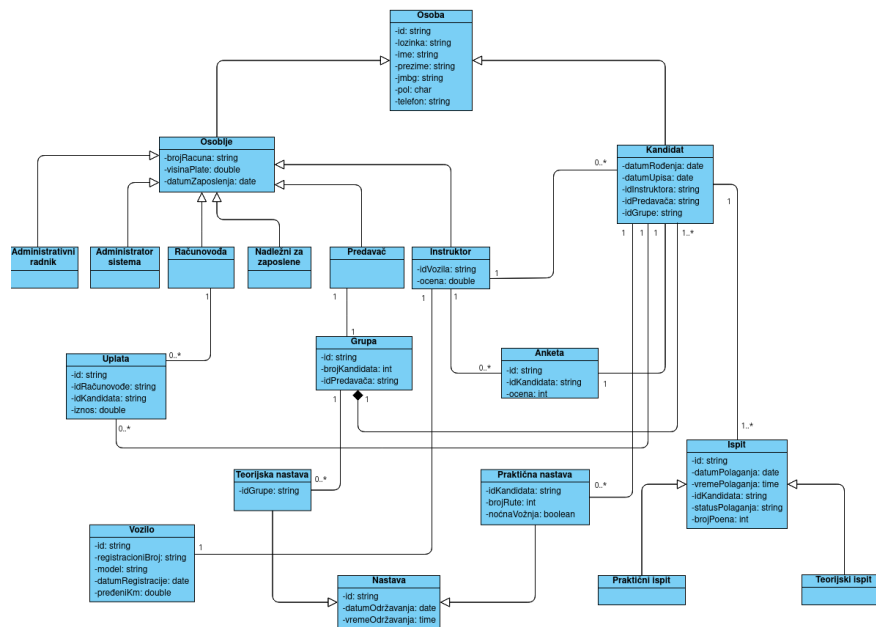 Osoba
-id: string
-lozinka: string
-ime: string
-prezime: string
-jmbg: string
-pol: char
-telefon: string
Osoblje
-brojRacuna: string
-visinaPlate: double
-datumZaposlenja: date
Kandidat
-datumRođenja: date
-datumUpisa: date
-idInstruktora: string
-idPredavača: string
-idGrupe: string
0..*
1
1
1
1
1..*
Administrativni
radnik
Administrator
sistema
Računovođa
Nadležni za
zaposlene
Predavač
Instruktor
-idVozila: string
-ocena: double
1
1
1
1
1
Grupa
-id: string
-brojKandidata: int
-idPredavača: string
1
1
1
Uplata
-id: string
-idRačunovođe: string
-idKandidata: string
-iznos: double
0..*
0..*
Anketa
-id: string
-idKandidata: string
-ocena: int
0..*
1
1..*
Ispit
-id: string
-datumPolaganja: date
-vremePolaganja: time
-idKandidata: string
-statusPolaganja: string
-brojPoena: int
Teorijska nastava
-idGrupe: string
0..*
Praktična nastava
-idKandidata: string
-brojRute: int
-noćnaVožnja: boolean
0..*
Vozilo
-id: string
-registracioniBroj: string
-model: string
-datumRegistracije: date
-pređeniKm: double
1
Nastava
-id: string
-datumOdržavanja: date
-vremeOdržavanja: time
Praktični ispit
Teorijski ispit